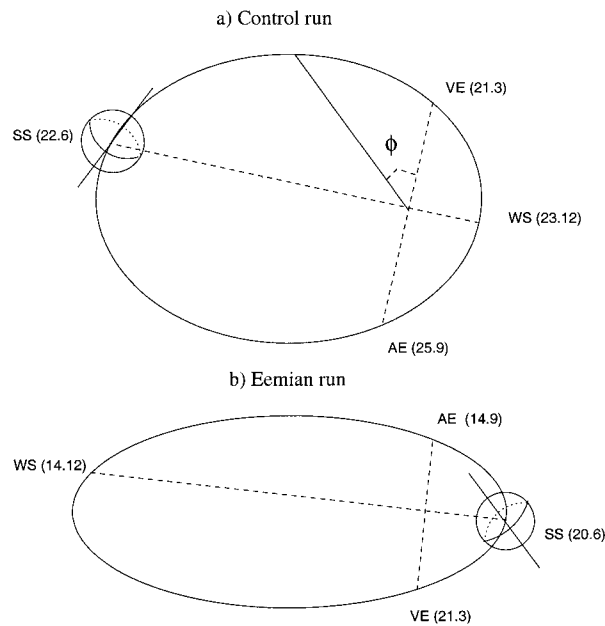 a) Control run
VE (21.3)
SS (22.6)
ϕ
WS (23.12)
AE (25.9)
b) Eemian run
AE (14.9)
WS (14.12)
SS (20.6)
VE (21.3)